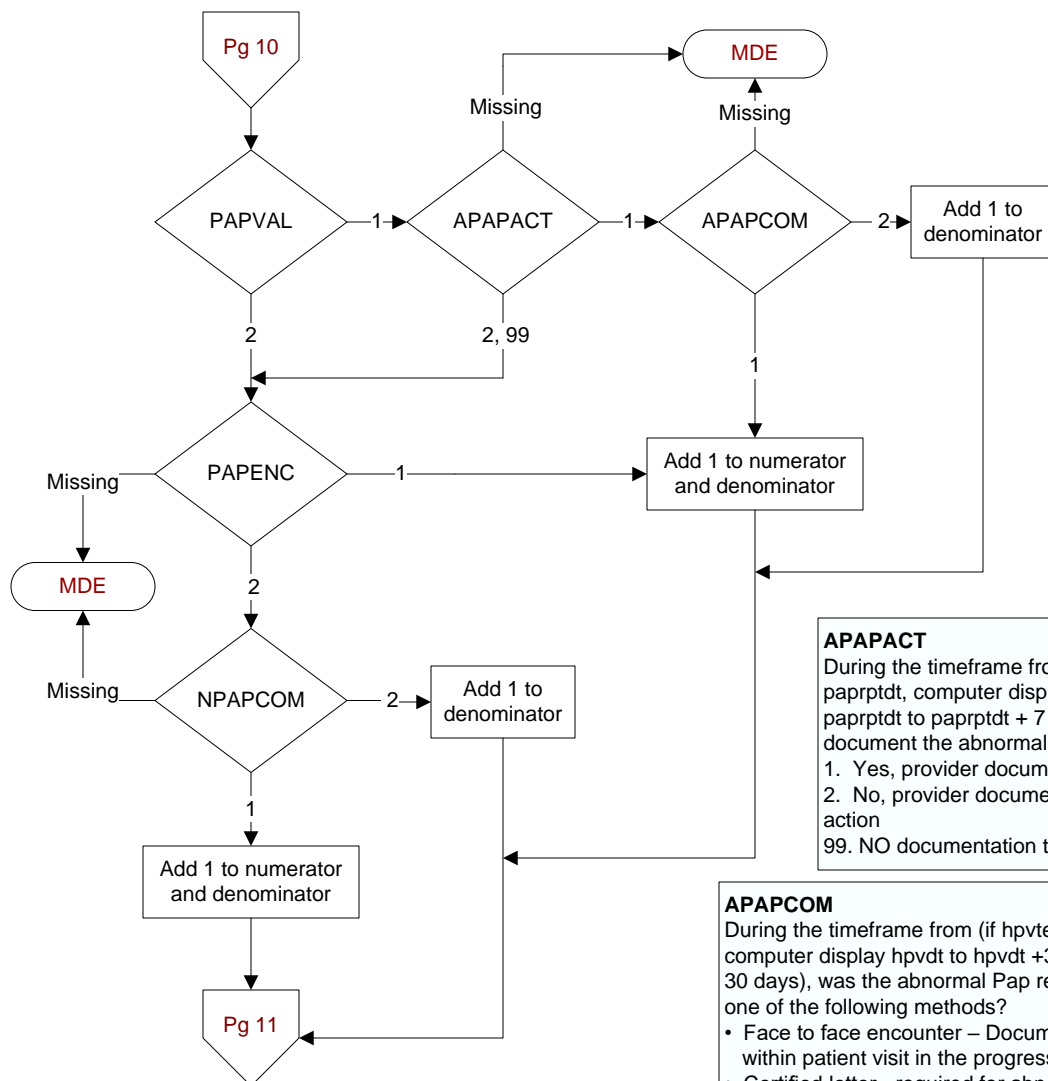 Pg 10
MDE
Missing
Missing
PAPVAL
1
APAPACT
1
APAPCOM
2
Add 1 to
denominator
2
2, 99
1
PAPENC
1
Add 1 to numerator
and denominator
Missing
MDE
2
Missing
NPAPCOM
2
Add 1 to
denominator
1
Add 1 to numerator
and denominator
Pg 11
APAPACT
During the timeframe fro
paprptdt, computer disp
paprptdt to paprptdt + 7
document the abnormal
1. Yes, provider docum
2. No, provider docume
action
99. NO documentation t
APAPCOM
During the timeframe from (if hpvte
computer display hpvdt to hpvdt +3
30 days), was the abnormal Pap re
one of the following methods?
• Face to face encounter – Docum
within patient visit in the progress